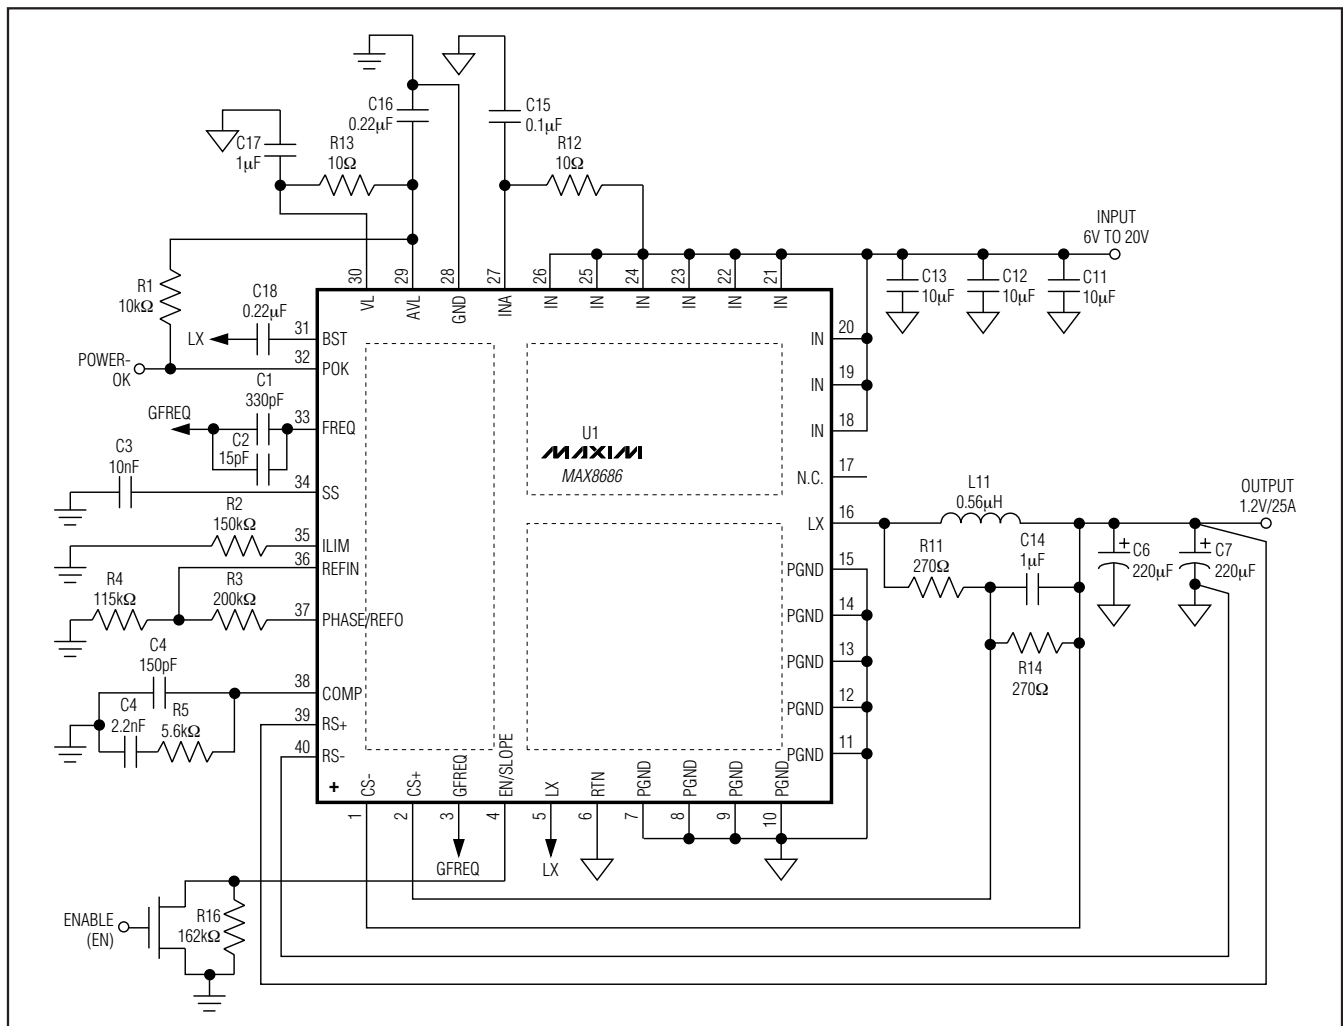 C16
0.22µF
C15
0.1µF
C17
1µF
R13
10Ω
R12
10Ω
INPUT
6V TO 20V
R1
10kΩ
C18
0.22µF
30
29
28
27
26
25
24
23
22
21
VL
AVL
GND
INA
IN
IN
IN
IN
IN
IN
C13
10µF
C12
10µF
C11
10µF
LX
31
BST
POWER-
OK
32
POK
C1
330pF
GFREQ
33
FREQ
C2
15pF
C3
10nF
34
SS
R2
150kΩ
35
ILIM
36
REFIN
R4
115kΩ
R3
200kΩ
37
PHASE/REFO
C4
150pF
38
COMP
C4
2.2nF
R5
5.6kΩ
39
RS+
40
RS-
U1
MAXIM
MAX8686
IN
20
IN
19
IN
18
N.C.
17
LX
16
L11
0.56µH
OUTPUT
1.2V/25A
R11
270Ω
C14
1µF
C6
+
220µF
C7
+
220µF
R14
270Ω
PGND
15
PGND
14
PGND
13
PGND
12
PGND
11
+
CS-
CS+
GFREQ
EN/SLOPE
LX
RTN
PGND
PGND
PGND
PGND
1
2
3
4
5
6
7
8
9
10
GFREQ
LX
ENABLE
(EN)
R16
162kΩ